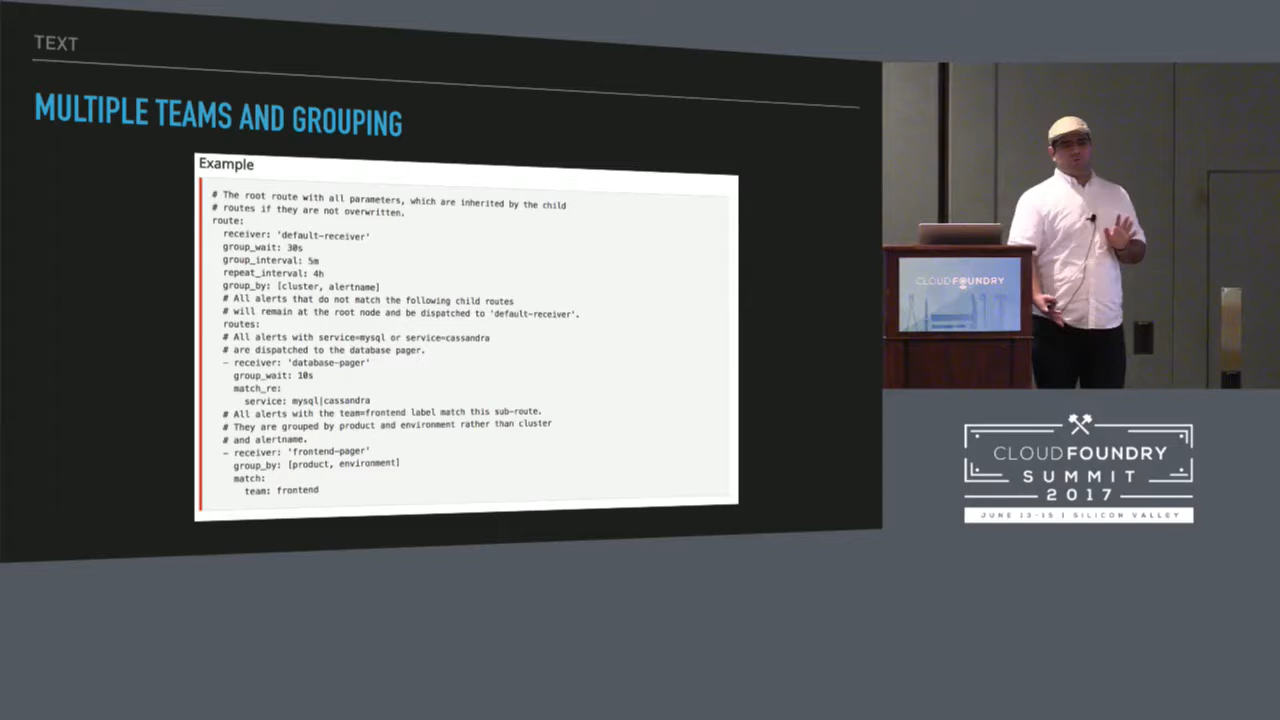 TEXT
MULTIPLE TEAMS AND GROUPING
Example
# The root route with all parameters, which are inherited by the child
# routes if they are not overwritten.
route:
receiver: 'default-receiver'
group_wait: 30s
group_interval: 5m
repeat_interval: 4h
group_by: [cluster, alertname]
# All alerts that do not match the following child routes
# will remain at the root node and be dispatched to 'default-receiver'.
routes:
# All alerts with service=mysql or service=cassandra
# are dispatched to the database pager.
- receiver: 'database-pager'
group_wait: 10s
match_re:
service: mysql|cassandra
# All alerts with the team=frontend label match this sub-route.
# They are grouped by product and environment rather than cluster
# and alertname.
- receiver: 'frontend-pager'
group_by: [product, environment]
match:
team: frontend
CLOUD FOUNDRY
CLOUD FOUNDRY
SUMMIT
2017
JUNE 13-15 | SILICON VALLEY